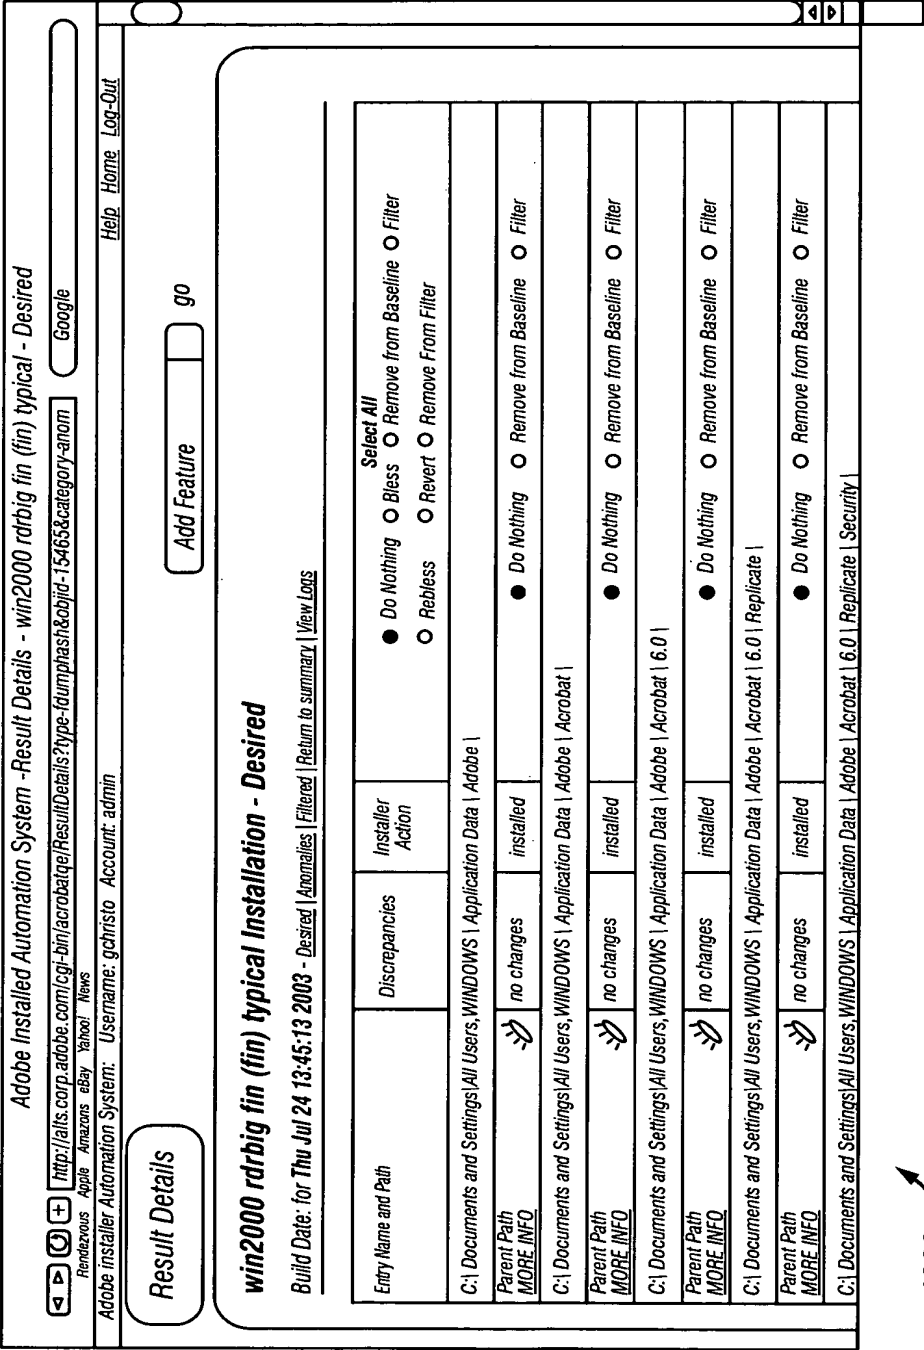 Adobe Installed Automation System -Result Details - win2000 rdrbig fin (fin) typical - Desired
http://alts.corp.adobe.com/cgi-bin/acrobatqe/ResultDetails?type-fdumphash&objid-15465&category-anom
Google
Rendezvous Apple Amazons eBay Yahoo! News
Adobe installer Automation System: Username: gchristo Account: admin
Help Home Log-Out
Result Details
Add Feature
go
win2000 rdrbig fin (fin) typical Installation - Desired
Build Date: for Thu Jul 24 13:45:13 2003 - Desired | Anomalies | Filtered | Return to summary | View Logs
Entry Name and Path
Discrepancies
Installer
Action
Select All
Do Nothing Bless Remove from Baseline Filter
Rebless Revert Remove From Filter
C:\ Documents and Settings\All Users,WINDOWS \ Application Data \ Adobe \
Parent Path
MORE INFO
no changes
installed
Do Nothing Remove from Baseline Filter
C:\ Documents and Settings\All Users,WINDOWS \ Application Data \ Adobe \ Acrobat \
Parent Path
MORE INFO
no changes
installed
Do Nothing Remove from Baseline Filter
C:\ Documents and Settings\All Users,WINDOWS \ Application Data \ Adobe \ Acrobat \ 6.0 \
Parent Path
MORE INFO
no changes
installed
Do Nothing Remove from Baseline Filter
C:\ Documents and Settings\All Users,WINDOWS \ Application Data \ Adobe \ Acrobat \ 6.0 \ Replicate \
Parent Path
MORE INFO
no changes
installed
Do Nothing Remove from Baseline Filter
C:\ Documents and Settings\All Users,WINDOWS \ Application Data \ Adobe \ Acrobat \ 6.0 \ Replicate \ Security \